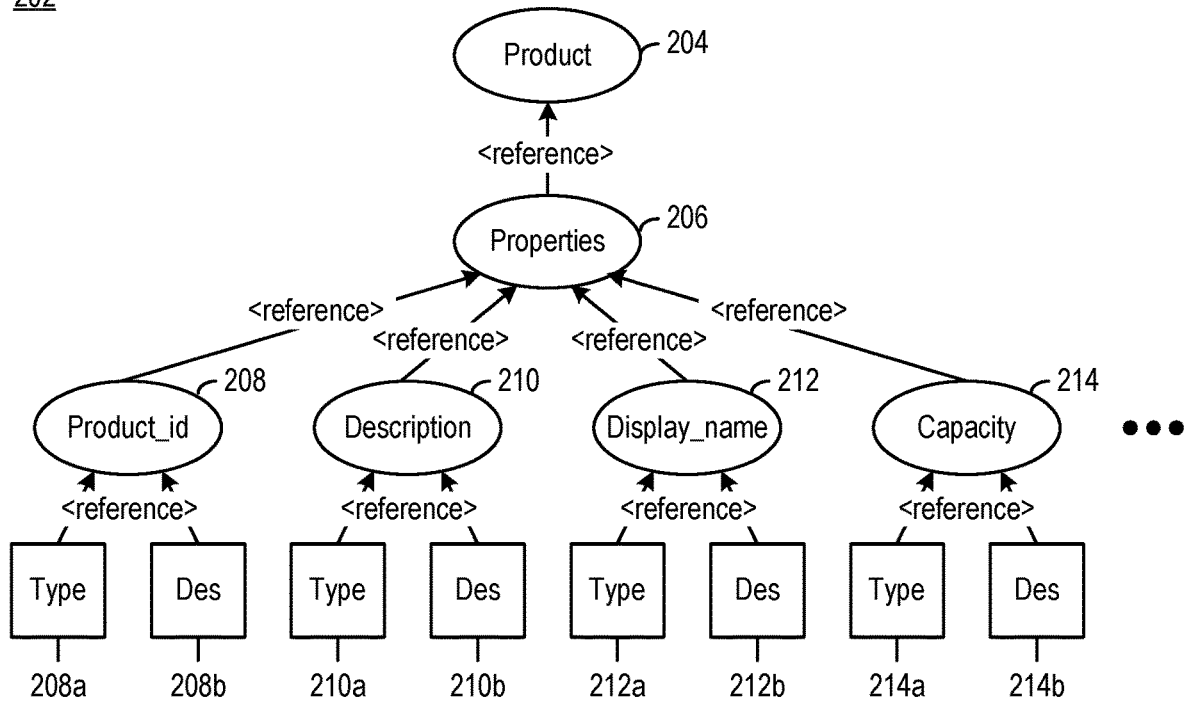 202
Product 204
<reference>
Properties 206
<reference> <reference>
<reference> <reference>
208 210 212 214
Product_id Description Display_name Capacity
<reference> <reference> <reference> <reference>
Type Des Type Des Type Des Type Des
208a 208b 210a 210b 212a 212b 214a 214b